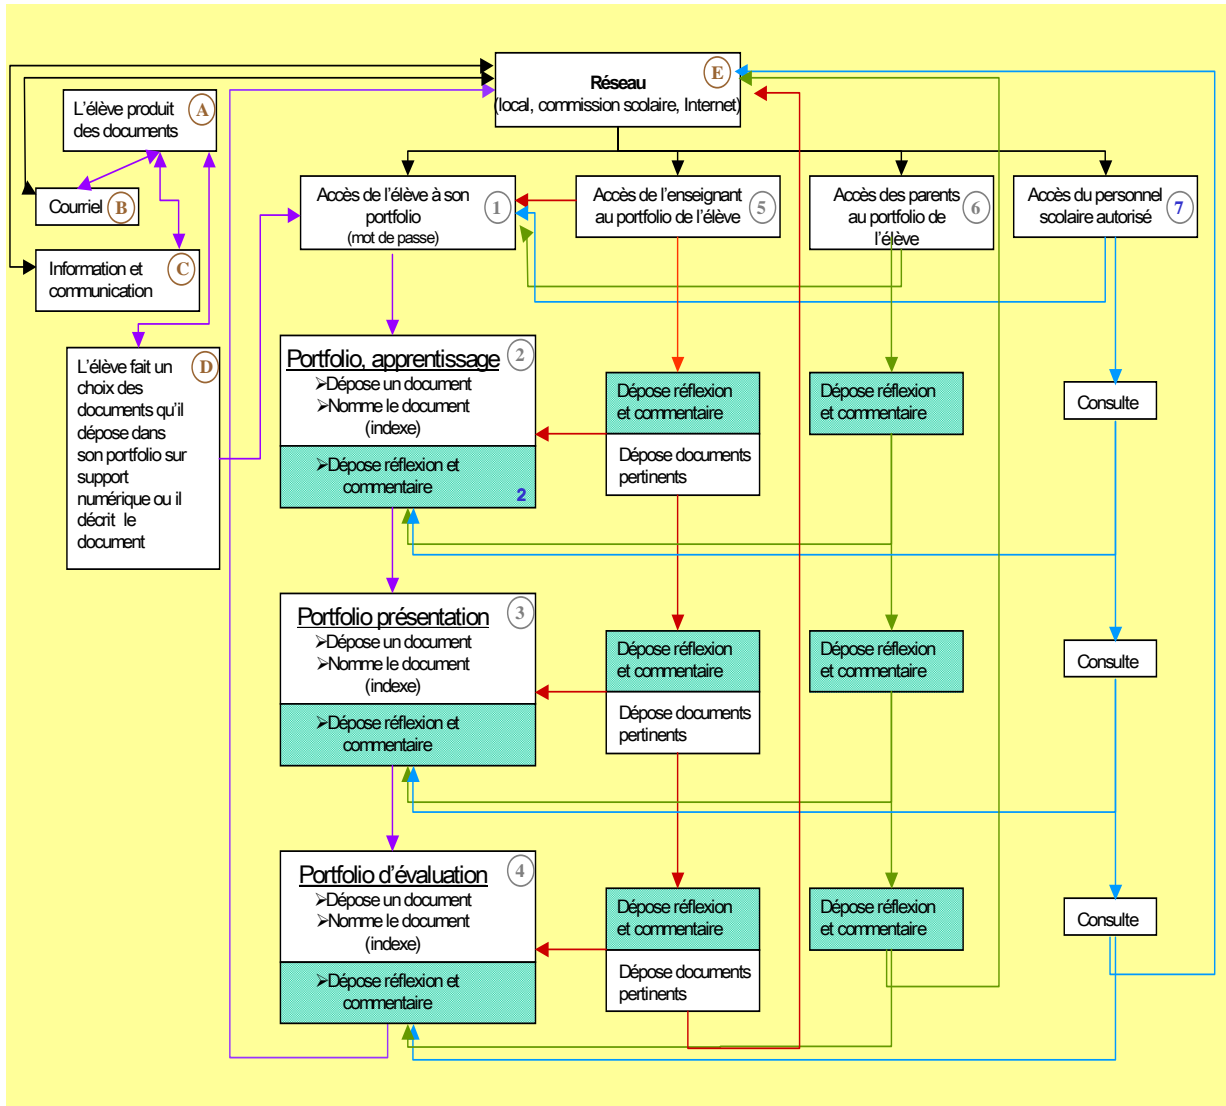 Réseau
(local, commission scolaire, Internet)
E
L'élève produit
des documents
A
Courriel
B
Information et
communication
C
L'élève fait un
choix des
documents qu'il
dépose dans
son portfolio sur
support
numérique ou il
décrit le
document
D
Accès de l'élève à son
portfolio
(mot de passe)
1
Accès de l'enseignant
au portfolio de l'élève
5
Accès des parents
au portfolio de
l'élève
6
Accès du personnel
scolaire autorisé
7
Portfolio, apprentissage
2
➢Dépose un document
➢Nomme le document
(indexe)
➢Dépose réflexion et
commentaire
2
Dépose réflexion
et commentaire
Dépose documents
pertinents
Dépose réflexion
et commentaire
Consulte
Portfolio présentation
3
➢Dépose un document
➢Nomme le document
(indexe)
➢Dépose réflexion et
commentaire
Dépose réflexion
et commentaire
Dépose documents
pertinents
Dépose réflexion
et commentaire
Consulte
Portfolio d'évaluation
4
➢Dépose un document
➢Nomme le document
(indexe)
➢Dépose réflexion et
commentaire
Dépose réflexion
et commentaire
Dépose documents
pertinents
Dépose réflexion
et commentaire
Consulte